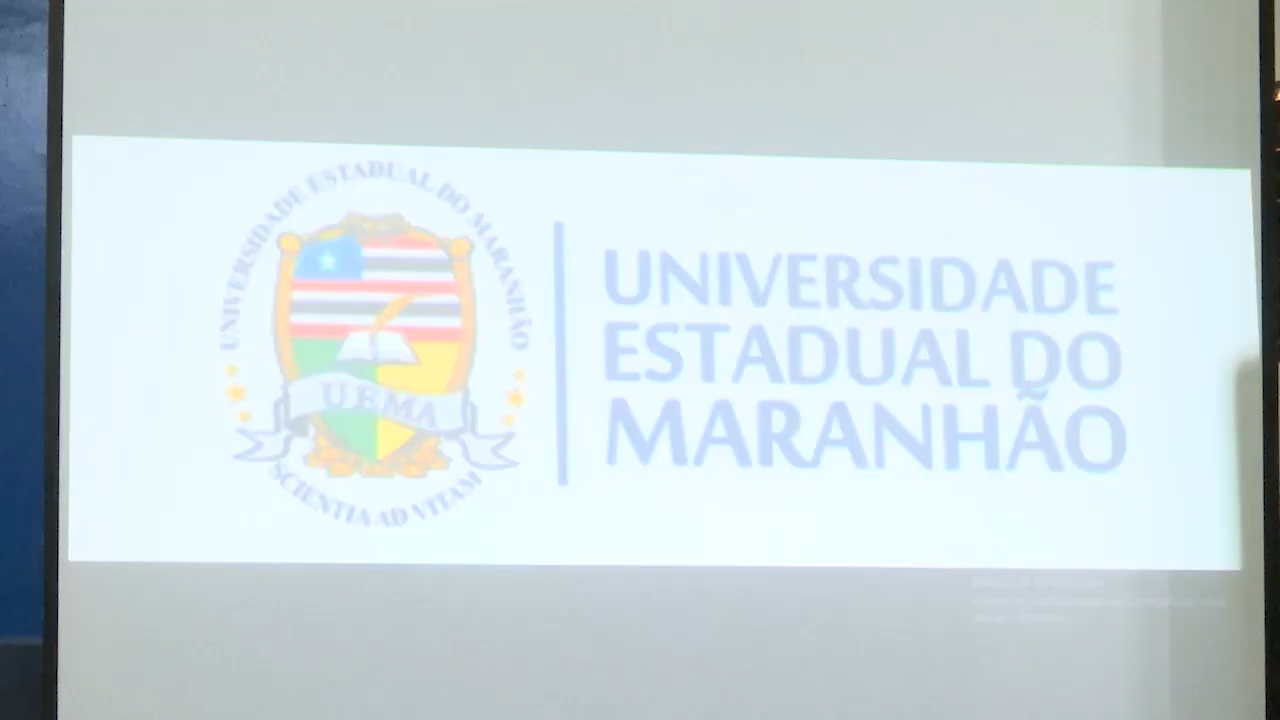 UNIVERSIDADE ESTADUAL DO MARANHÃO
UEMA
SCIENTIA AD VITAM
UNIVERSIDADE
ESTADUAL DO
MARANHÃO